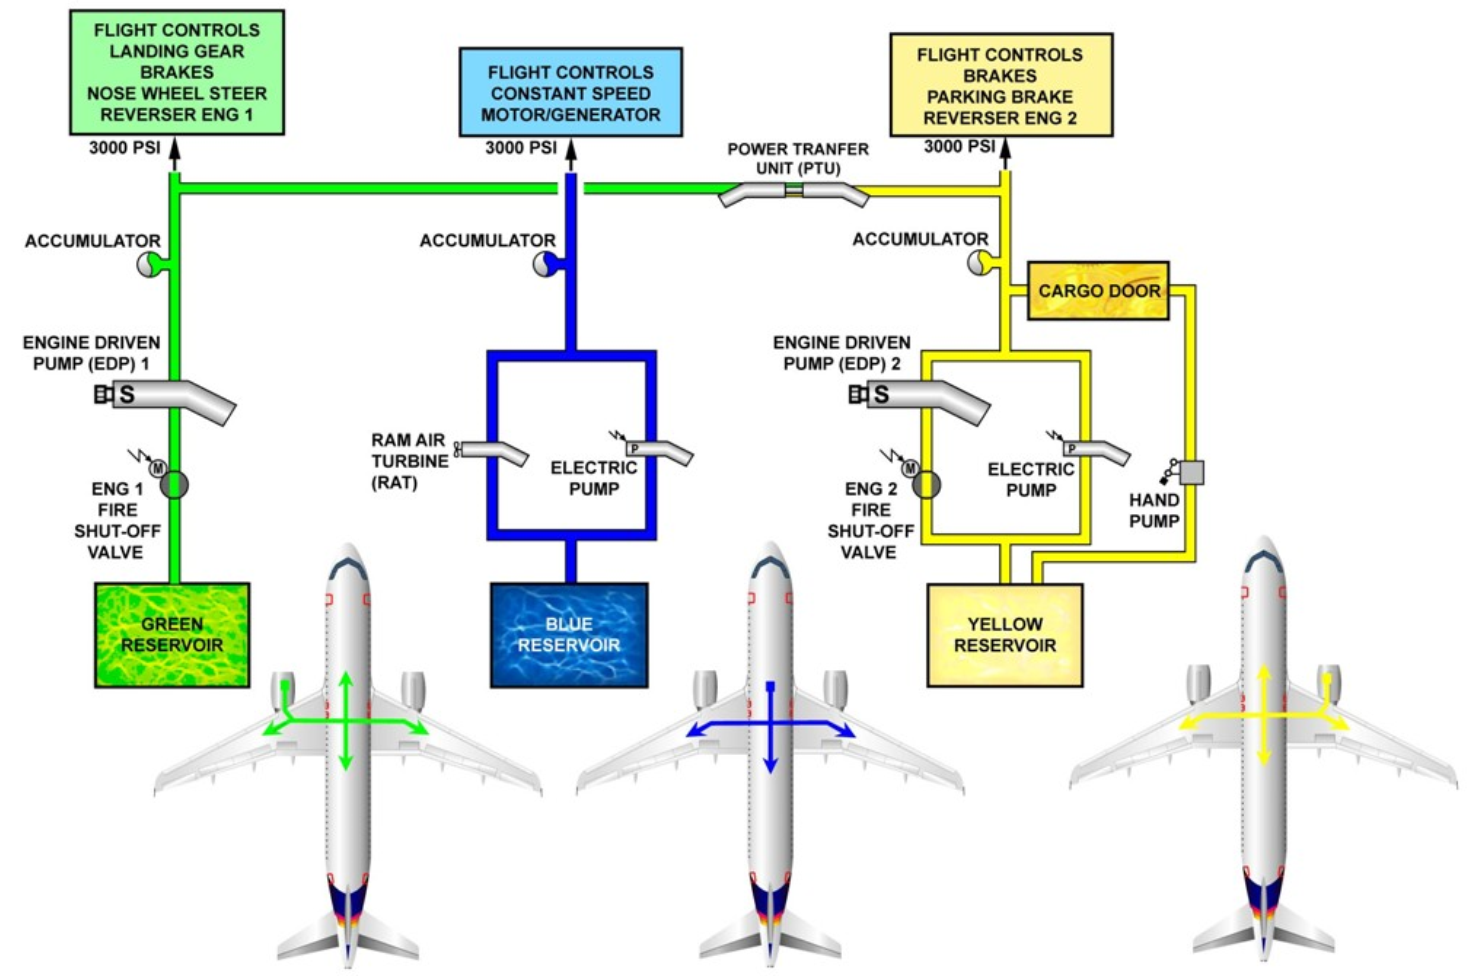 FLIGHT CONTROLS
LANDING GEAR
BRAKES
NOSE WHEEL STEER
REVERSER ENG 1
FLIGHT CONTROLS
CONSTANT SPEED
MOTOR/GENERATOR
FLIGHT CONTROLS
BRAKES
PARKING BRAKE
REVERSER ENG 2
3000 PSI
3000 PSI
POWER TRANFER
UNIT (PTU)
3000 PSI
ACCUMULATOR
ACCUMULATOR
ACCUMULATOR
CARGO DOOR
ENGINE DRIVEN
PUMP (EDP) 1
S
ENGINE DRIVEN
PUMP (EDP) 2
S
RAM AIR
TURBINE
(RAT)
P
ELECTRIC
PUMP
P
ELECTRIC
PUMP
M
ENG 1
FIRE
SHUT-OFF
VALVE
M
ENG 2
FIRE
SHUT-OFF
VALVE
HAND
PUMP
GREEN
RESERVOIR
BLUE
RESERVOIR
YELLOW
RESERVOIR